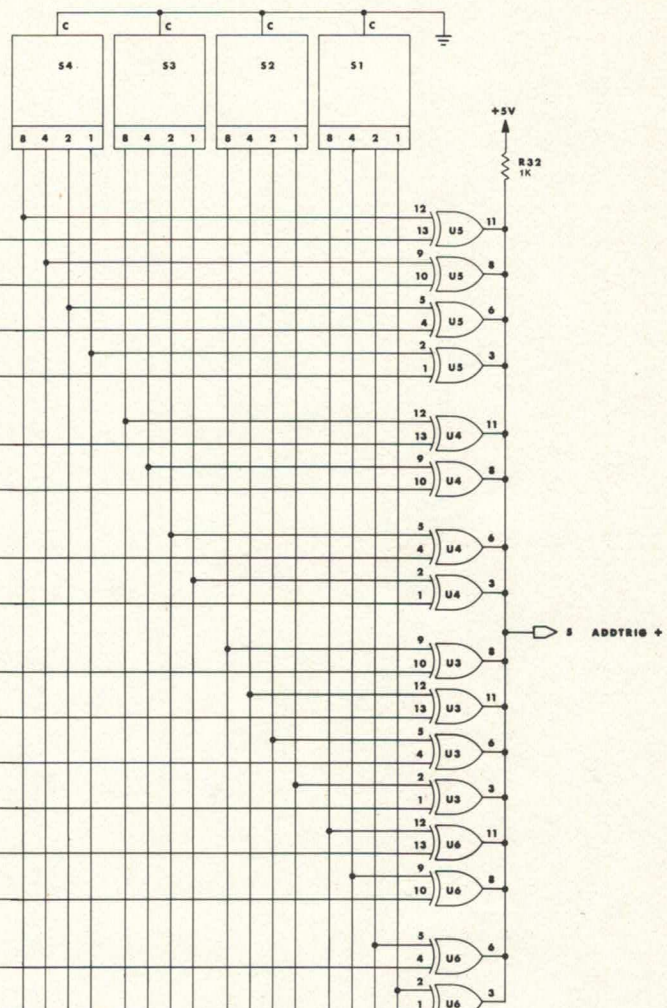 C C C C
S4 S3 S2 S1
8 4 2 1 8 4 2 1 8 4 2 1 8 4 2 1
+5V
R32
1K
12
13 U5 11
9
10 U5 8
5
4 U5 6
2
1 U5 3
12
13 U4 11
9
10 U4 8
5
4 U4 6
2
1 U4 3
5 ADDTRIG +
9
10 U3 8
12
13 U3 11
5
4 U3 6
2
1 U3 3
12
13 U6 11
9
10 U6 8
5
4 U6 6
2
1 U6 3